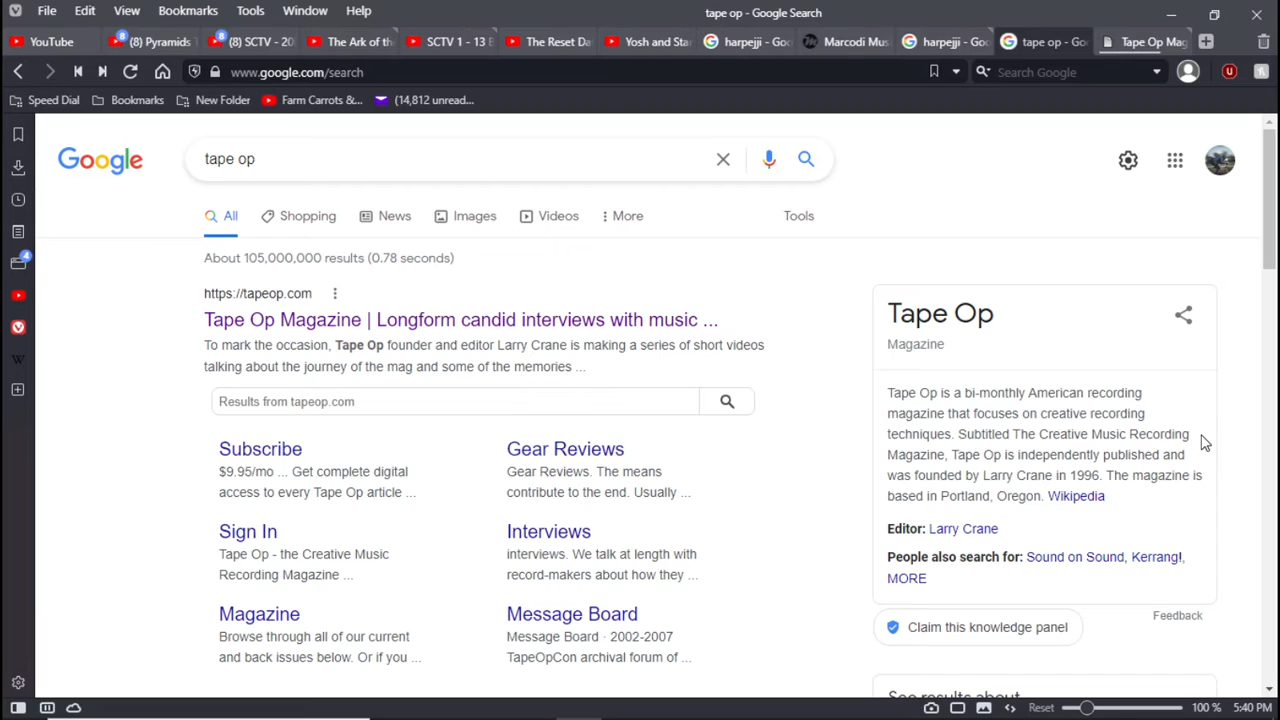 File Edit View Bookmarks Tools Window Help
tape op - Google Search
YouTube
(8) Pyramids
(8) SCTV - 20
The Ark of th
SCTV 1 - 13 E
The Reset Da
Yosh and Star
harpejji - Goo
Marcodi Mus
harpejji - Goo
tape op - Go
Tape Op Mag
www.google.com/search
Search Google
Speed Dial
Bookmarks
New Folder
Farm Carrots &...
(14,812 unread...
Google
tape op
All
Shopping
News
Images
Videos
More
Tools
About 105,000,000 results (0.78 seconds)
https://tapeop.com
Tape Op Magazine | Longform candid interviews with music ...
To mark the occasion, Tape Op founder and editor Larry Crane is making a series of short videos
talking about the journey of the mag and some of the memories ...
Results from tapeop.com
Subscribe
$9.95/mo ... Get complete digital
access to every Tape Op article ...
Gear Reviews
Gear Reviews. The means
contribute to the end. Usually ...
Sign In
Tape Op - the Creative Music
Recording Magazine ...
Interviews
interviews. We talk at length with
record-makers about how they ...
Magazine
Browse through all of our current
and back issues below. Or if you ...
Message Board
Message Board · 2002-2007
TapeOpCon archival forum of ...
Tape Op
Magazine
Tape Op is a bi-monthly American recording
magazine that focuses on creative recording
techniques. Subtitled The Creative Music Recording
Magazine, Tape Op is independently published and
was founded by Larry Crane in 1996. The magazine is
based in Portland, Oregon. Wikipedia
Editor: Larry Crane
People also search for: Sound on Sound, Kerrang!,
MORE
Feedback
Claim this knowledge panel
See results about
Reset
100 %
5:40 PM